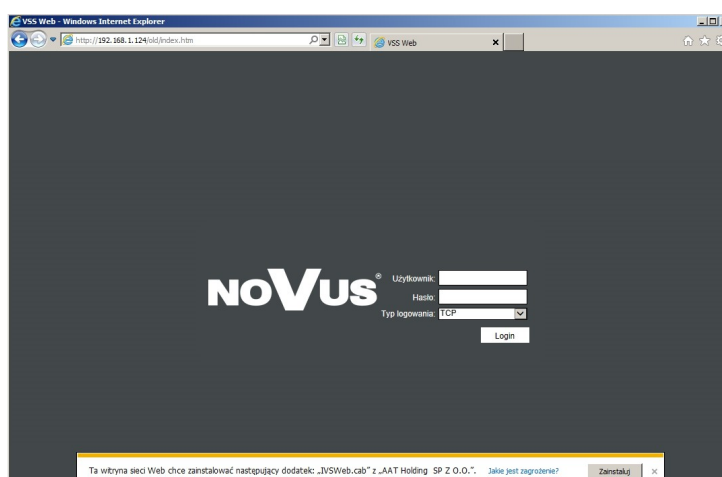 VSS Web - Windows Internet Explorer
http://192.168.1.124/old/index.htm
VSS Web
NOVUS®
Użytkownik:
Hasło:
Typ logowania: TCP
Login
Ta witryna sieci Web chce zainstalować następujący dodatek: „IVSWeb.cab” z „AAT Holding SP Z O.O.”. Jakie jest zagrożenie? Zainstaluj